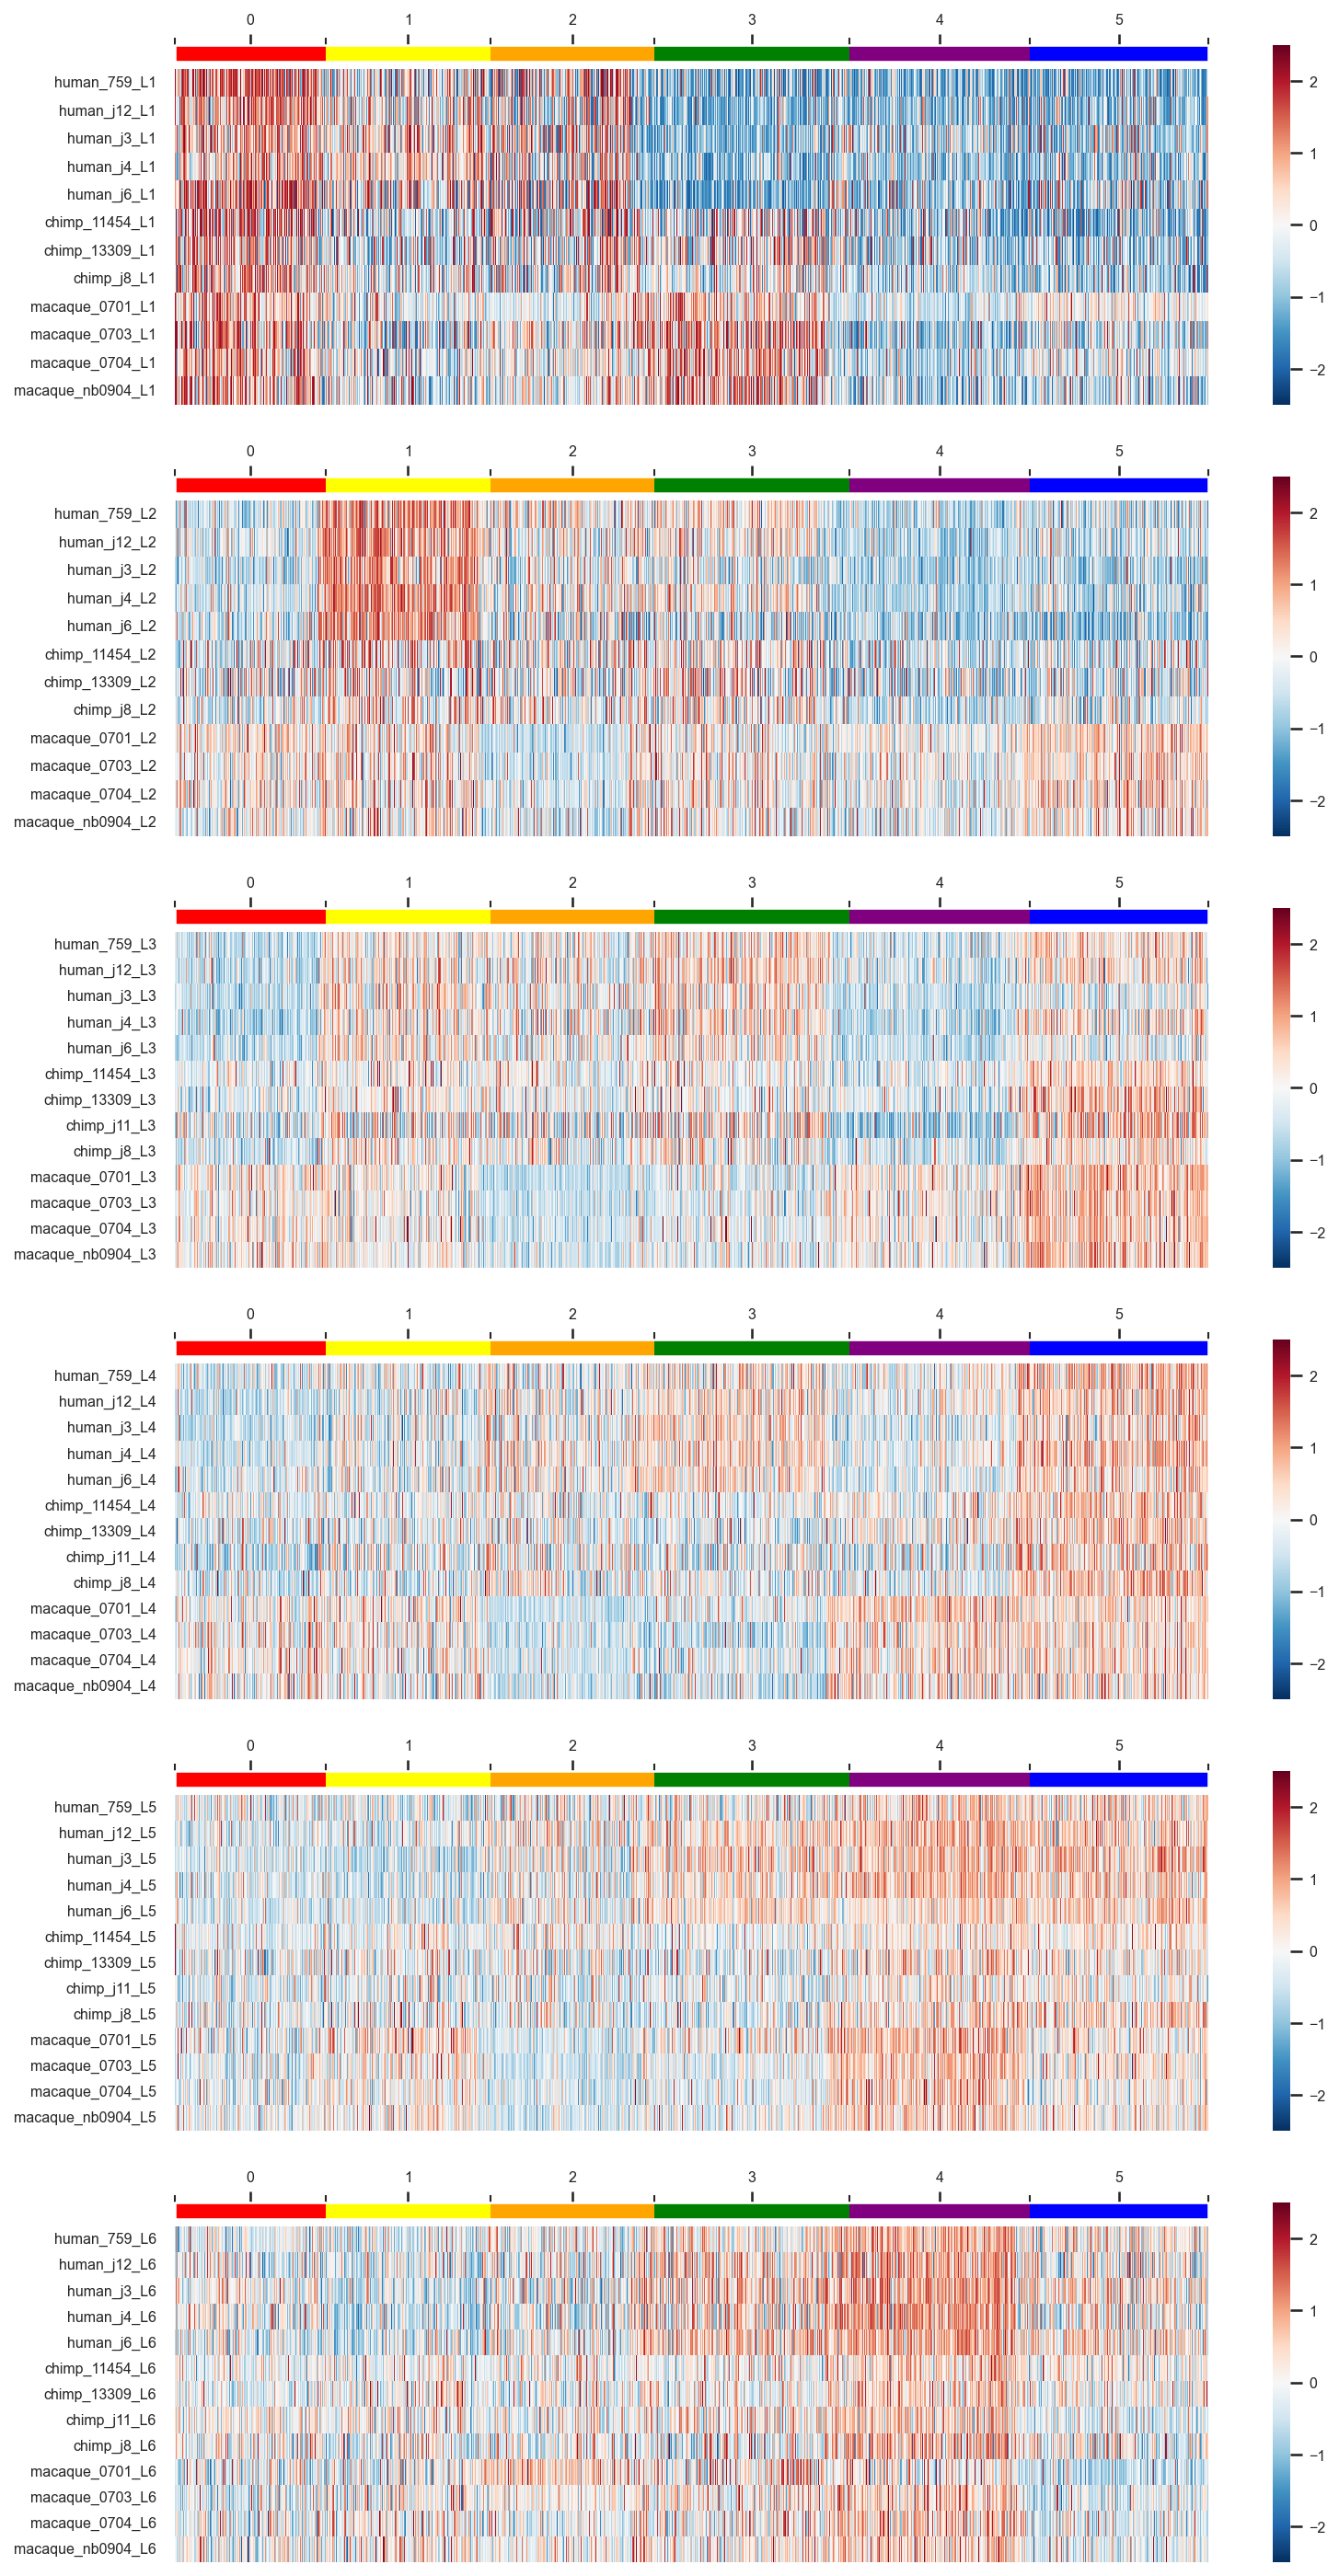 0 1 2 3 4 5
human_759_L1
human_j12_L1
human_j3_L1
human_j4_L1
human_j6_L1
chimp_11454_L1
chimp_13309_L1
chimp_j8_L1
macaque_0701_L1
macaque_0703_L1
macaque_0704_L1
macaque_nb0904_L1
2
1
0
−1
−2
0 1 2 3 4 5
human_759_L2
human_j12_L2
human_j3_L2
human_j4_L2
human_j6_L2
chimp_11454_L2
chimp_13309_L2
chimp_j8_L2
macaque_0701_L2
macaque_0703_L2
macaque_0704_L2
macaque_nb0904_L2
2
1
0
−1
−2
0 1 2 3 4 5
human_759_L3
human_j12_L3
human_j3_L3
human_j4_L3
human_j6_L3
chimp_11454_L3
chimp_13309_L3
chimp_j11_L3
chimp_j8_L3
macaque_0701_L3
macaque_0703_L3
macaque_0704_L3
macaque_nb0904_L3
2
1
0
−1
−2
0 1 2 3 4 5
human_759_L4
human_j12_L4
human_j3_L4
human_j4_L4
human_j6_L4
chimp_11454_L4
chimp_13309_L4
chimp_j11_L4
chimp_j8_L4
macaque_0701_L4
macaque_0703_L4
macaque_0704_L4
macaque_nb0904_L4
2
1
0
−1
−2
0 1 2 3 4 5
human_759_L5
human_j12_L5
human_j3_L5
human_j4_L5
human_j6_L5
chimp_11454_L5
chimp_13309_L5
chimp_j11_L5
chimp_j8_L5
macaque_0701_L5
macaque_0703_L5
macaque_0704_L5
macaque_nb0904_L5
2
1
0
−1
−2
0 1 2 3 4 5
human_759_L6
human_j12_L6
human_j3_L6
human_j4_L6
human_j6_L6
chimp_11454_L6
chimp_13309_L6
chimp_j11_L6
chimp_j8_L6
macaque_0701_L6
macaque_0703_L6
macaque_0704_L6
macaque_nb0904_L6
2
1
0
−1
−2